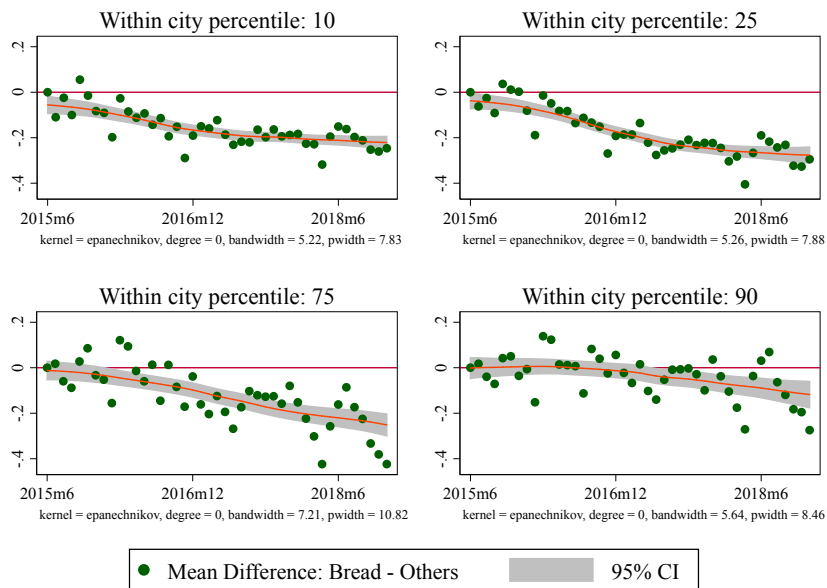 Within city percentile: 10
.2
0
-.2
-.4
2015m6 2016m12 2018m6
kernel = epanechnikov, degree = 0, bandwidth = 5.22, pwidth = 7.83
Within city percentile: 25
.2
0
-.2
-.4
2015m6 2016m12 2018m6
kernel = epanechnikov, degree = 0, bandwidth = 5.26, pwidth = 7.88
Within city percentile: 75
.2
0
-.2
-.4
2015m6 2016m12 2018m6
kernel = epanechnikov, degree = 0, bandwidth = 7.21, pwidth = 10.82
Within city percentile: 90
.2
0
-.2
-.4
2015m6 2016m12 2018m6
kernel = epanechnikov, degree = 0, bandwidth = 5.64, pwidth = 8.46
Mean Difference: Bread - Others 95% CI